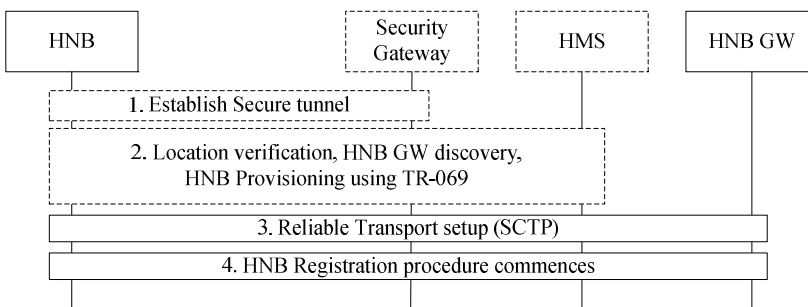 HNB
Security
Gateway
HMS
HNB GW
1. Establish Secure tunnel
2. Location verification, HNB GW discovery,
HNB Provisioning using TR-069
3. Reliable Transport setup (SCTP)
4. HNB Registration procedure commences